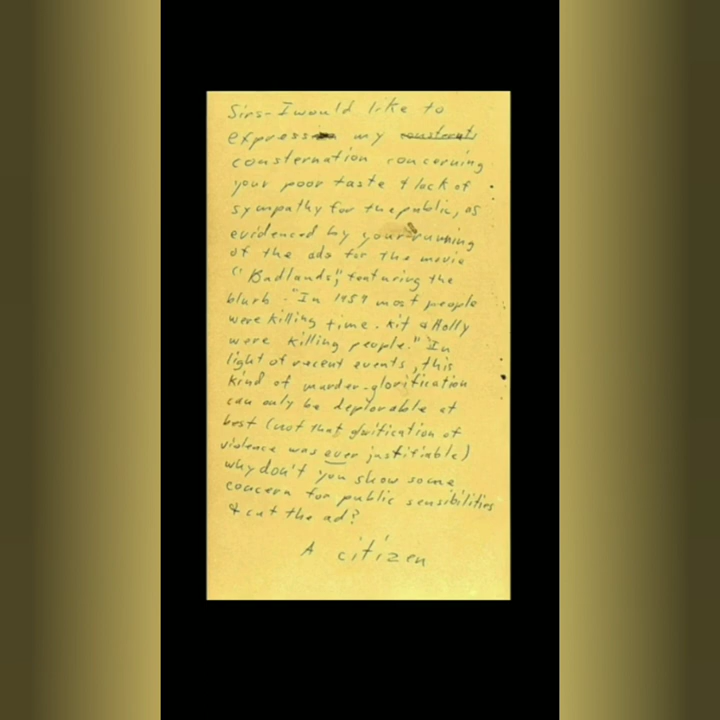 Sirs- I would like to
express my consternati
consternation concerning
your poor taste & lack of
sympathy for the public, as
evidenced by your running
of the ads for the movie
"Badlands," featuring the
blurb - "In 1959 most people
were killing time. Kit & Holly
were killing people." In
light of recent events, this
kind of murder-glorification
can only be deplorable at
best (not that glorification of
violence was ever justifiable)
why don't you show some
concern for public sensibilities
& cut the ad?
A citizen